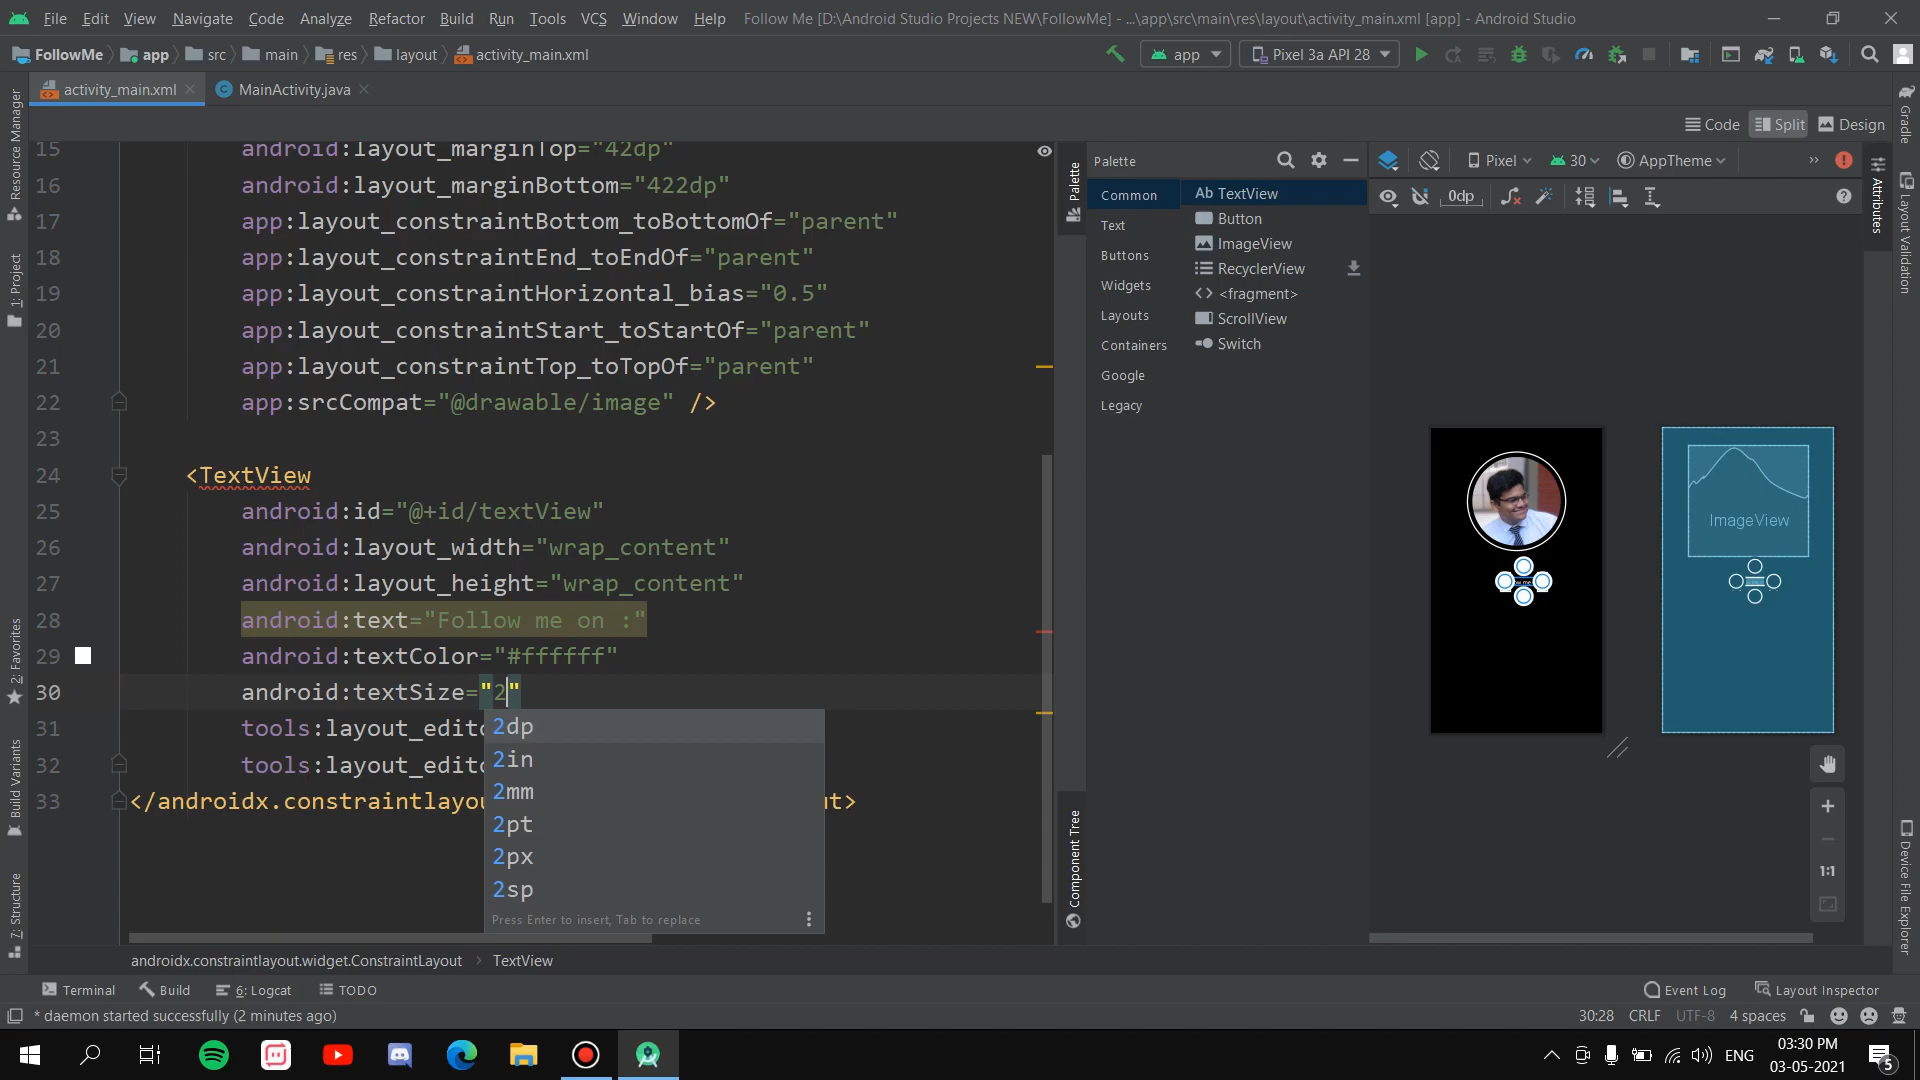 File Edit View Navigate Code Analyze Refactor Build Run Tools VCS Window Help Follow Me [D:\Android Studio Projects NEW\FollowMe] - ...\app\src\main\res\layout\activity_main.xml [app] - Android Studio
FollowMe app src main res layout activity_main.xml app Pixel 3a API 28
activity_main.xml MainActivity.java
Code Split Design
Palette Pixel 30 AppTheme
0dp
Common
Text
Buttons
Widgets
Layouts
Containers
Google
Legacy
Ab TextView
Button
ImageView
RecyclerView
<fragment>
ScrollView
Switch
15 android:layout_marginTop="42dp"
16 android:layout_marginBottom="422dp"
17 app:layout_constraintBottom_toBottomOf="parent"
18 app:layout_constraintEnd_toEndOf="parent"
19 app:layout_constraintHorizontal_bias="0.5"
20 app:layout_constraintStart_toStartOf="parent"
21 app:layout_constraintTop_toTopOf="parent"
22 app:srcCompat="@drawable/image" />
23
24 <TextView
25 android:id="@+id/textView"
26 android:layout_width="wrap_content"
27 android:layout_height="wrap_content"
28 android:text="Follow me on :"
29 android:textColor="#ffffff"
30 android:textSize="2"
31 tools:layout_edit
32 tools:layout_edit
33 </androidx.constraintlayou t>
2dp
2in
2mm
2pt
2px
2sp
Press Enter to insert, Tab to replace
ImageView
1:1
Resource Manager
1: Project
2: Favorites
Build Variants
7: Structure
Palette
Component Tree
Attributes
Gradle
Layout Validation
Device File Explorer
androidx.constraintlayout.widget.ConstraintLayout TextView
Terminal Build 6: Logcat TODO Event Log Layout Inspector
* daemon started successfully (2 minutes ago) 30:28 CRLF UTF-8 4 spaces
ENG 03:30 PM
03-05-2021
5